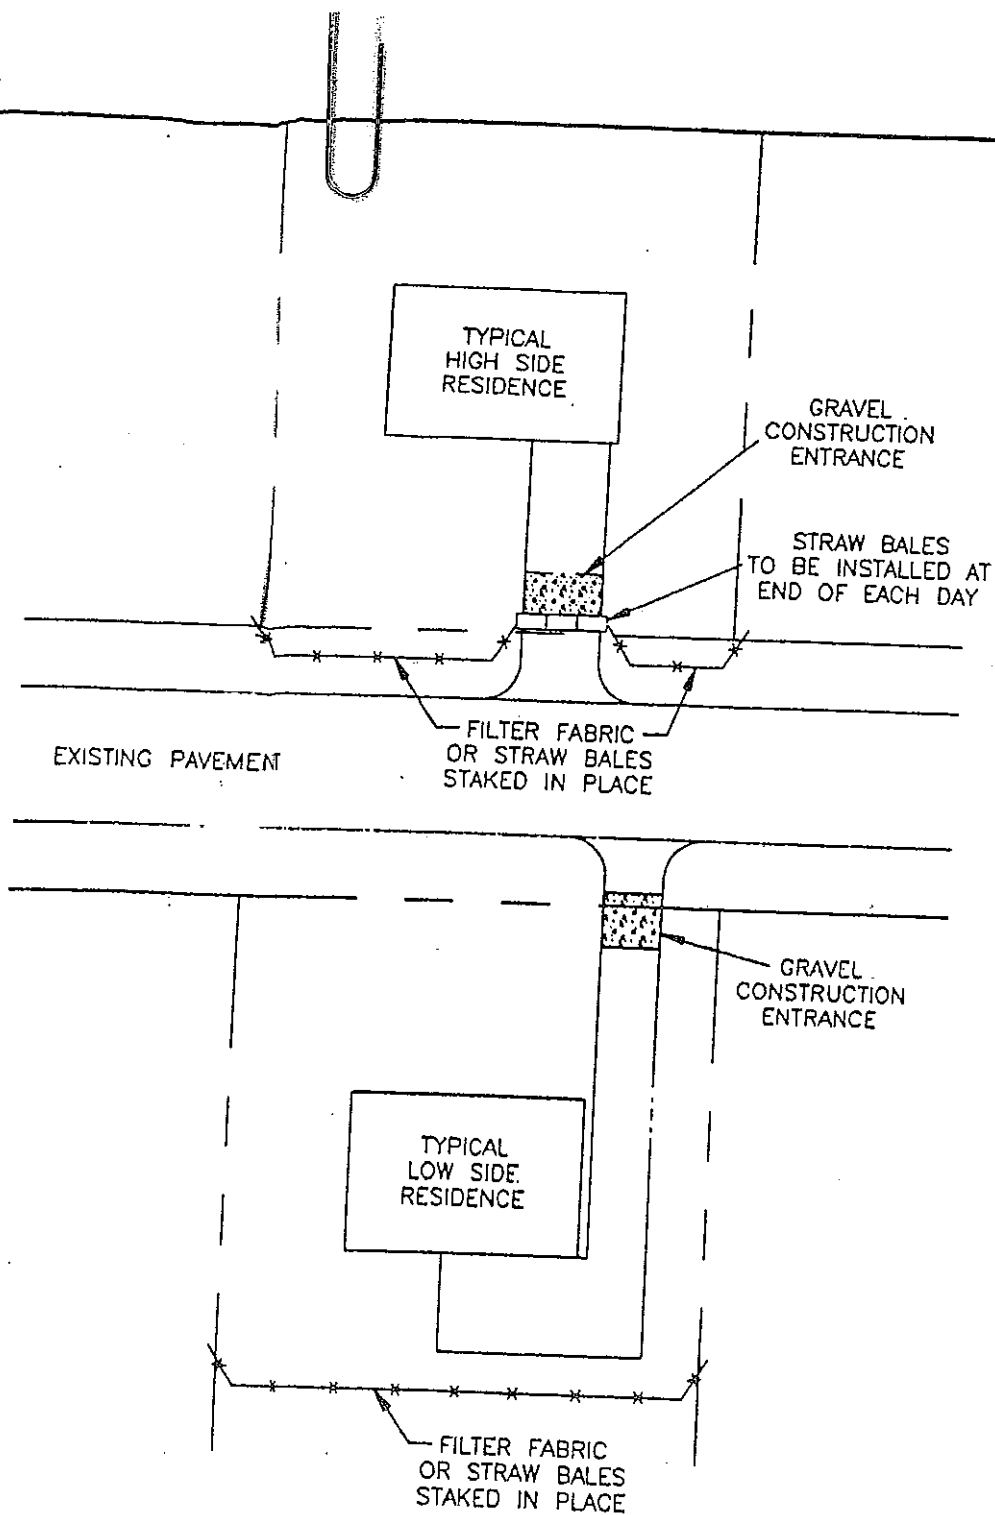 TYPICAL
HIGH SIDE
RESIDENCE
GRAVEL
CONSTRUCTION
ENTRANCE
STRAW BALES
TO BE INSTALLED AT
END OF EACH DAY
FILTER FABRIC
OR STRAW BALES
STAKED IN PLACE
EXISTING PAVEMENT
GRAVEL
CONSTRUCTION
ENTRANCE
TYPICAL
LOW SIDE
RESIDENCE
FILTER FABRIC
OR STRAW BALES
STAKED IN PLACE